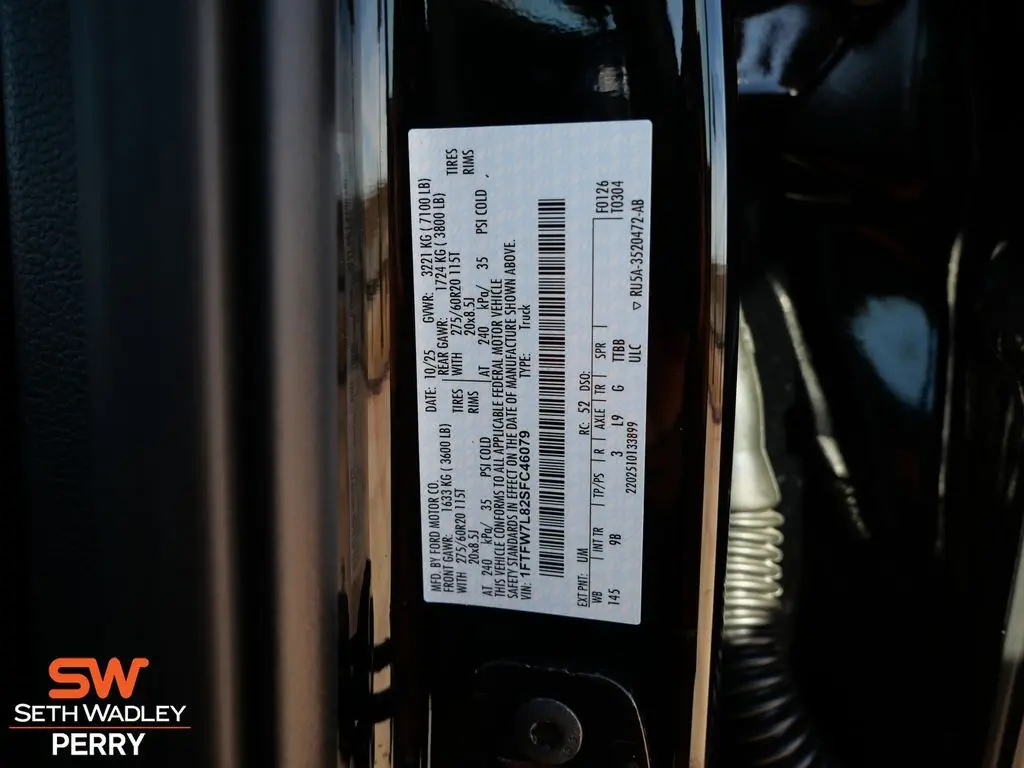 MFD. BY FORD MOTOR CO. DATE: 10/25 GVWR: 3221 KG ( 7100 LB)
FRONT GAWR: 1633 KG ( 3600 LB) REAR GAWR: 1724 KG ( 3800 LB)
WITH 275/60R20 115T TIRES WITH 275/60R20 115T TIRES
20x8.5J RIMS 20x8.5J RIMS
AT 240 kPa/ 35 PSI COLD AT 240 kPa/ 35 PSI COLD
THIS VEHICLE CONFORMS TO ALL APPLICABLE FEDERAL MOTOR VEHICLE
SAFETY STANDARDS IN EFFECT ON THE DATE OF MANUFACTURE SHOWN ABOVE.
VIN: 1FTFW7L82SFC46079 TYPE: Truck
EXT PNT: UM RC: 52 DSO: F0126
WB INT TR TP/PS R AXLE TR SPR T0304
145 9B 3 L9 G TTBB
ULC
2202510133899 ▽ RU5A-3520472-AB
SW
SETH WADLEY
PERRY